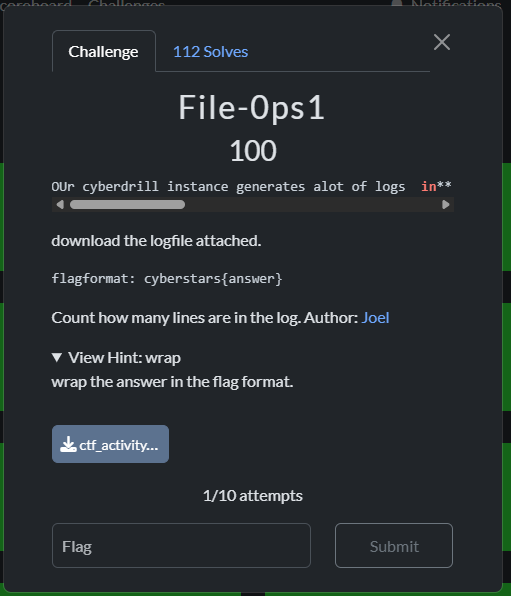 coreboard Challenges Notifications
Challenge 112 Solves
File-0ps1
100
OUr cyberdrill instance generates alot of logs in**
download the logfile attached.
flagformat: cyberstars{answer}
Count how many lines are in the log. Author: Joel
View Hint: wrap
wrap the answer in the flag format.
ctf_activity...
1/10 attempts
Flag Submit